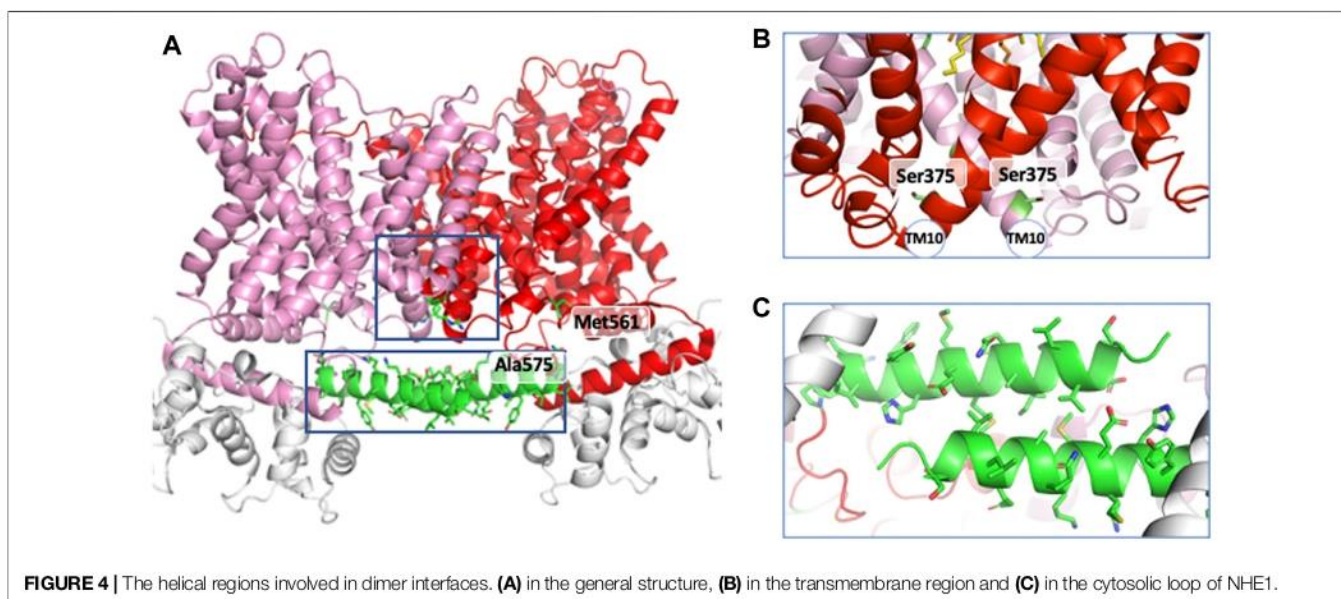 A
Met561
Ala575
B
Ser375
Ser375
TM10
TM10
C
FIGURE 4 | The helical regions involved in dimer interfaces. (A) in the general structure, (B) in the transmembrane region and (C) in the cytosolic loop of NHE1.